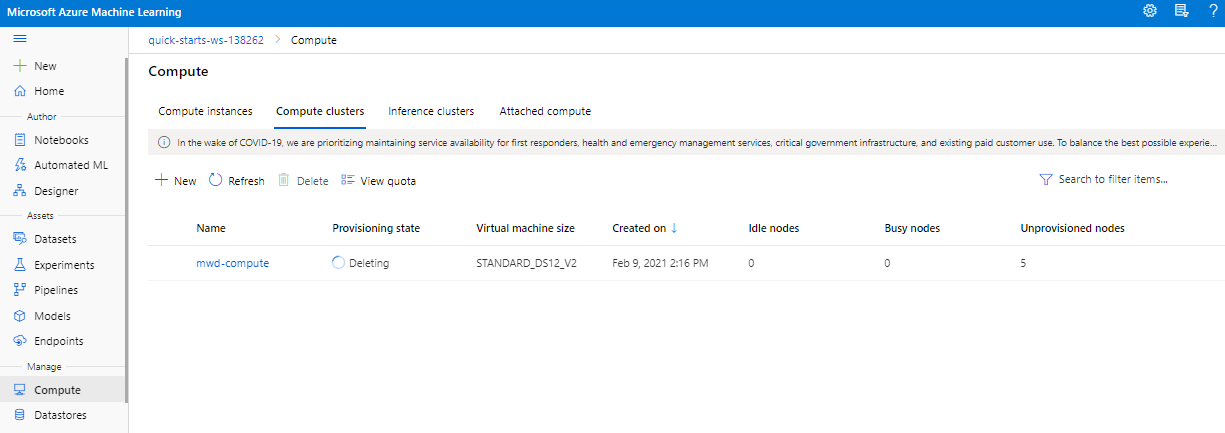 Microsoft Azure Machine Learning
?
quick-starts-ws-138262 > Compute
New
Home
Author
Notebooks
Automated ML
Designer
Assets
Datasets
Experiments
Pipelines
Models
Endpoints
Manage
Compute
Datastores
Compute
Compute instances Compute clusters Inference clusters Attached compute
In the wake of COVID-19, we are prioritizing maintaining service availability for first responders, health and emergency management services, critical government infrastructure, and existing paid customer use. To balance the best possible experie...
New Refresh Delete View quota Search to filter items...
Name Provisioning state Virtual machine size Created on ↓ Idle nodes Busy nodes Unprovisioned nodes
mwd-compute Deleting STANDARD_DS12_V2 Feb 9, 2021 2:16 PM 0 0 5